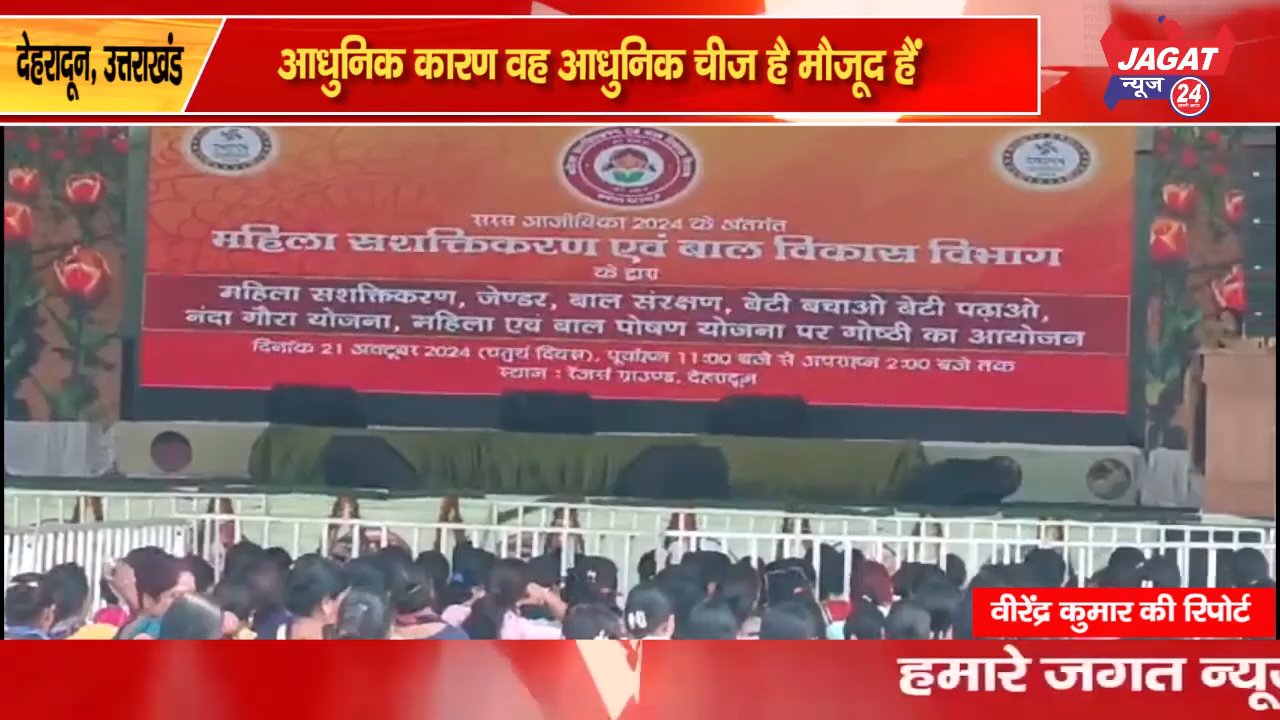 देहरादून, उत्तराखंड
आधुनिक कारण वह आधुनिक चीज है मौजूद हैं
JAGAT
न्यूज
24
सरस आजीविका 2024 के अंतर्गत
महिला सशक्तिकरण एवं बाल विकास विभाग
के द्वारा
महिला सशक्तिकरण, जेण्डर, बाल संरक्षण, बेटी बचाओ बेटी पढ़ाओ,
नंदा गौरा योजना, महिला एवं बाल पोषण योजना पर गोष्ठी का आयोजन
दिनांक 21 अक्टूबर 2024 (चतुर्थ दिवस), पूर्वाहन 11:00 बजे से अपराहन 2:00 बजे तक
स्थान : रेंजर्स ग्राउण्ड, देहरादून
वीरेंद्र कुमार की रिपोर्ट
हमारे जगत न्यूज